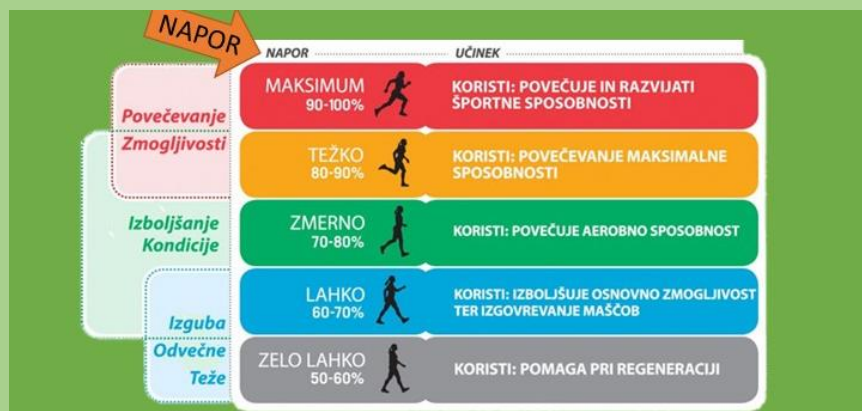 NAPOR
NAPOR
UČINEK
Povečevanje
Zmogljivosti
Izboljšanje
Kondicije
Izguba
Odvečne
Teže
MAKSIMUM
90-100%
KORISTI: POVEČUJE IN RAZVIJATI
ŠPORTNE SPOSOBNOSTI
TEŽKO
80-90%
KORISTI: POVEČEVANJE MAKSIMALNE
SPOSOBNOSTI
ZMERNO
70-80%
KORISTI: POVEČUJE AEROBNO SPOSOBNOST
LAHKO
60-70%
KORISTI: IZBOLJŠUJE OSNOVNO ZMOGLJIVOST
TER IZGOVREVANJE MAŠČOB
ZELO LAHKO
50-60%
KORISTI: POMAGA PRI REGENERACIJI